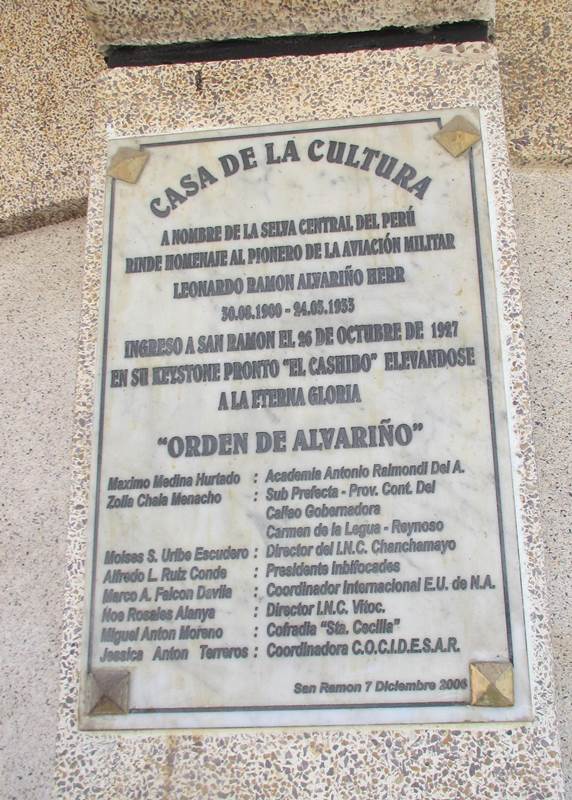 CASA DE LA CULTURA
A NOMBRE DE LA SELVA CENTRAL DEL PERÚ
RINDE HOMENAJE AL PIONERO DE LA AVIACIÓN MILITAR
LEONARDO RAMON ALVARIÑO HERR
30.08.1900 - 24.05.1933
INGRESO A SAN RAMON EL 26 DE OCTUBRE DE 1927
EN SU KEYSTONE PRONTO "EL CASHIBO" ELEVANDOSE
A LA ETERNA GLORIA
"ORDEN DE ALVARIÑO"
Maximo Medina Hurtado : Academia Antonio Raimondi Del A.
Zoila Chala Menacho : Sub Prefecta - Prov. Cont. Del
Callao Gobernadora
Carmen de la Legua - Reynoso
Moises S. Uribe Escudero : Director del I.N.C. Chanchamayo
Alfredo L. Ruiz Conde : Presidente Inbifocades
Marco A. Falcon Davila : Coordinador Internacional E.U. de N.A.
Noe Rosales Alanya : Director I.N.C. Vitoc.
Miguel Anton Moreno : Cofradia "Sta. Cecilia"
Jessica Anton Terreros : Coordinadora C.O.C.I.D.E.S.A.R.
San Ramon 7 Diciembre 2006